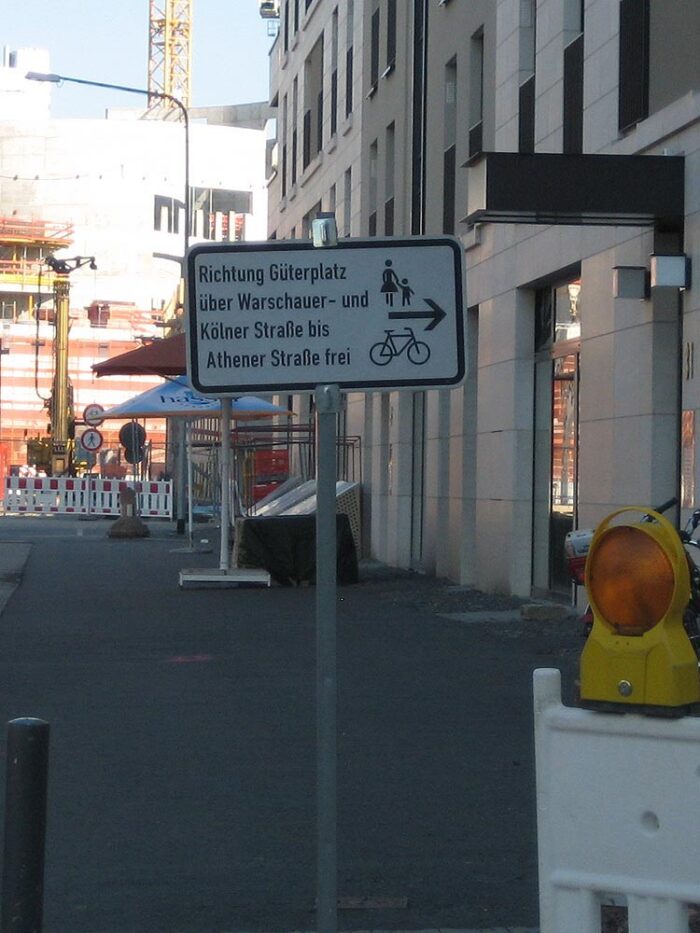 Richtung Güterplatz
über Warschauer- und
Kölner Straße bis
Athener Straße frei